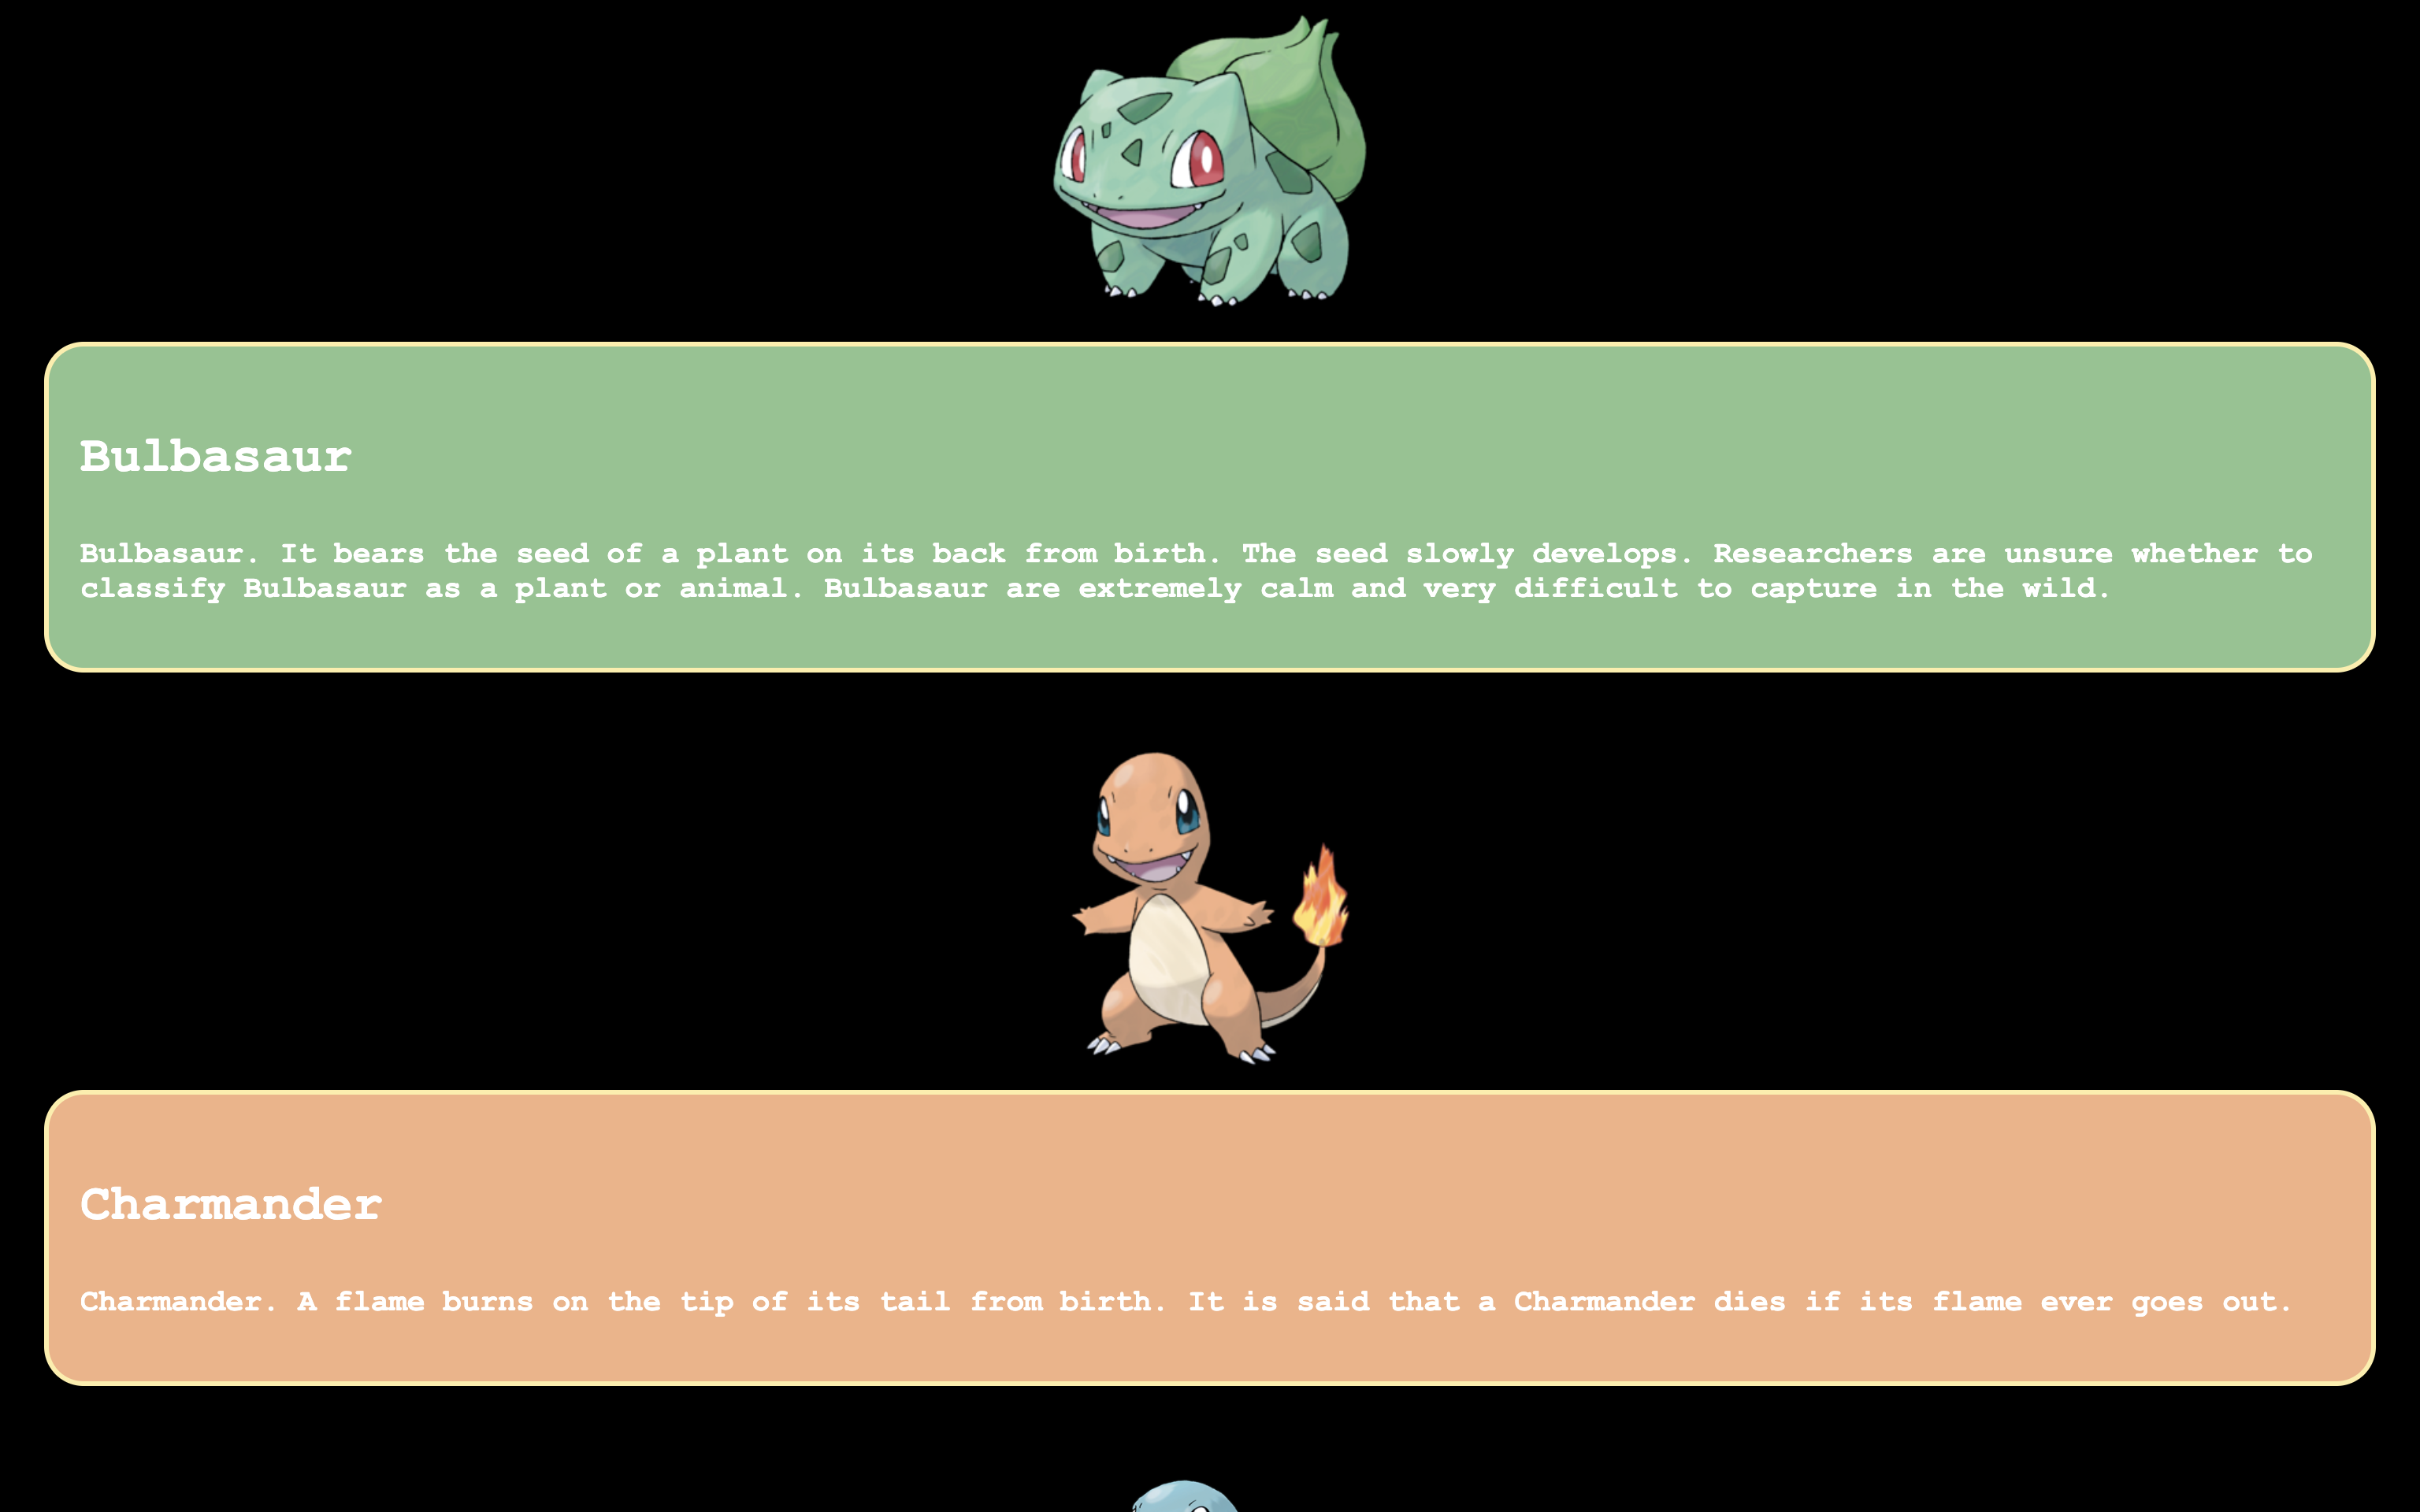 Bulbasaur
Bulbasaur. It bears the seed of a plant on its back from birth. The seed slowly develops. Researchers are unsure whether to
classify Bulbasaur as a plant or animal. Bulbasaur are extremely calm and very difficult to capture in the wild.
Charmander
Charmander. A flame burns on the tip of its tail from birth. It is said that a Charmander dies if its flame ever goes out.